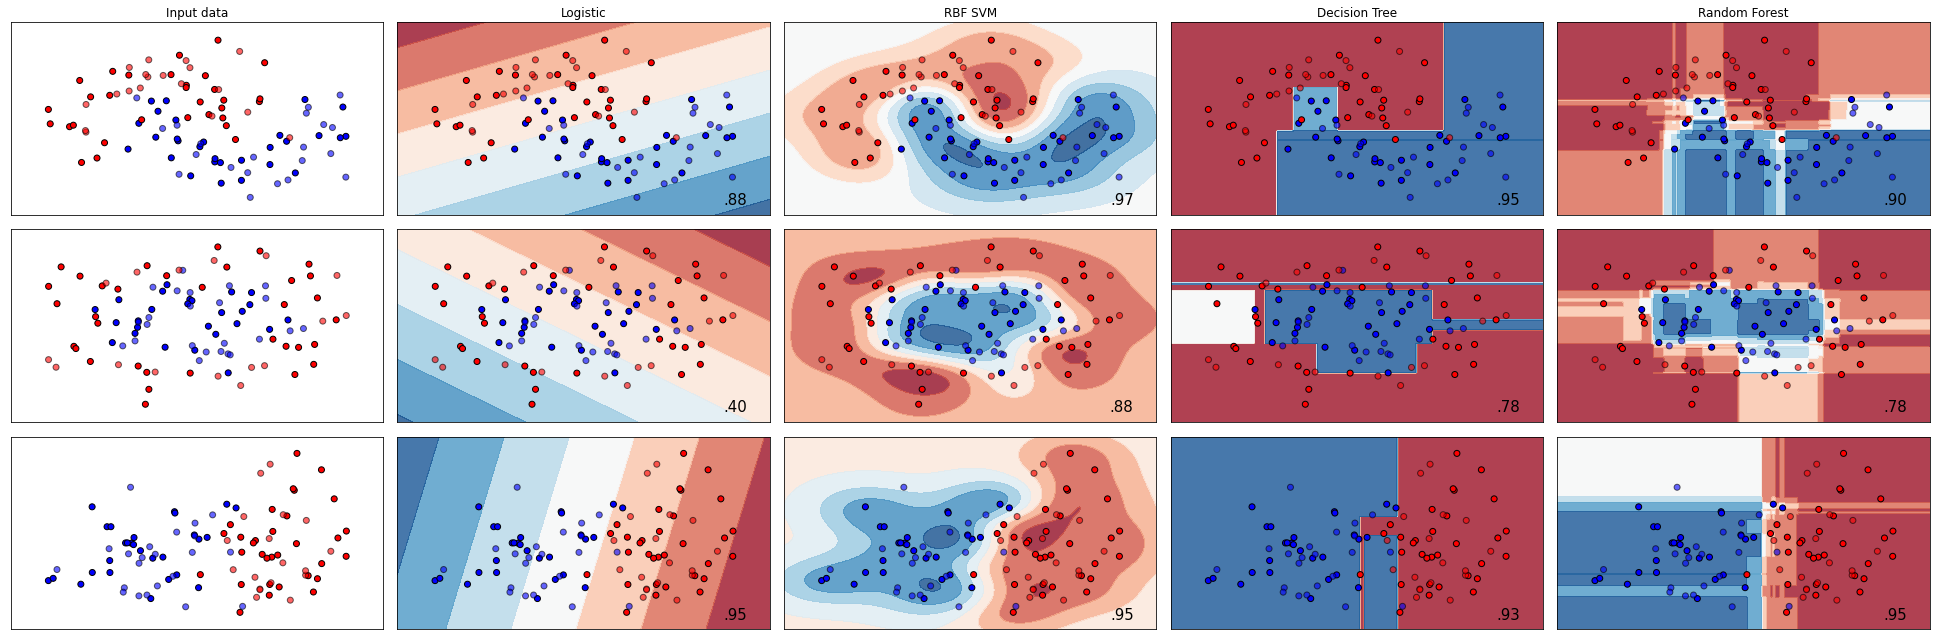 Input data
Logistic
RBF SVM
Decision Tree
Random Forest
.88
.97
.95
.90
.40
.88
.78
.78
.95
.95
.93
.95